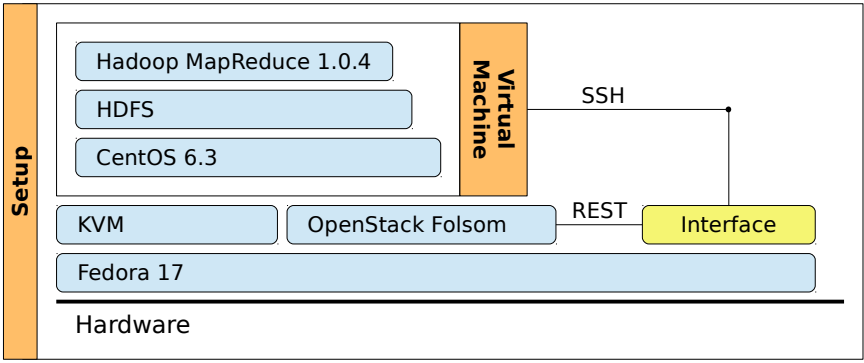 Setup
Hadoop MapReduce 1.0.4
HDFS
CentOS 6.3
Virtual
Machine
SSH
KVM
OpenStack Folsom
REST
Interface
Fedora 17
Hardware